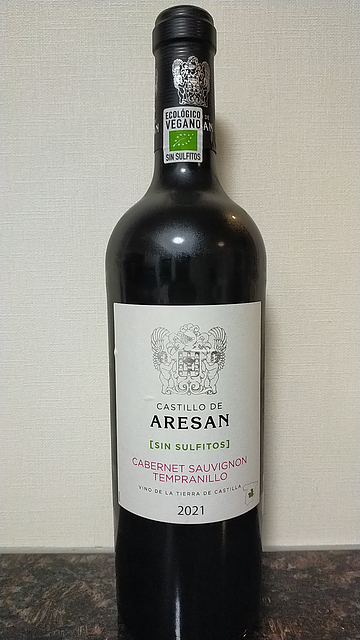 ECOLÓGICO
VEGANO
SIN SULFITOS
CASTILLO DE
ARESAN
[SIN SULFITOS]
CABERNET SAUVIGNON
TEMPRANILLO
VINO DE LA TIERRA DE CASTILLA
2021